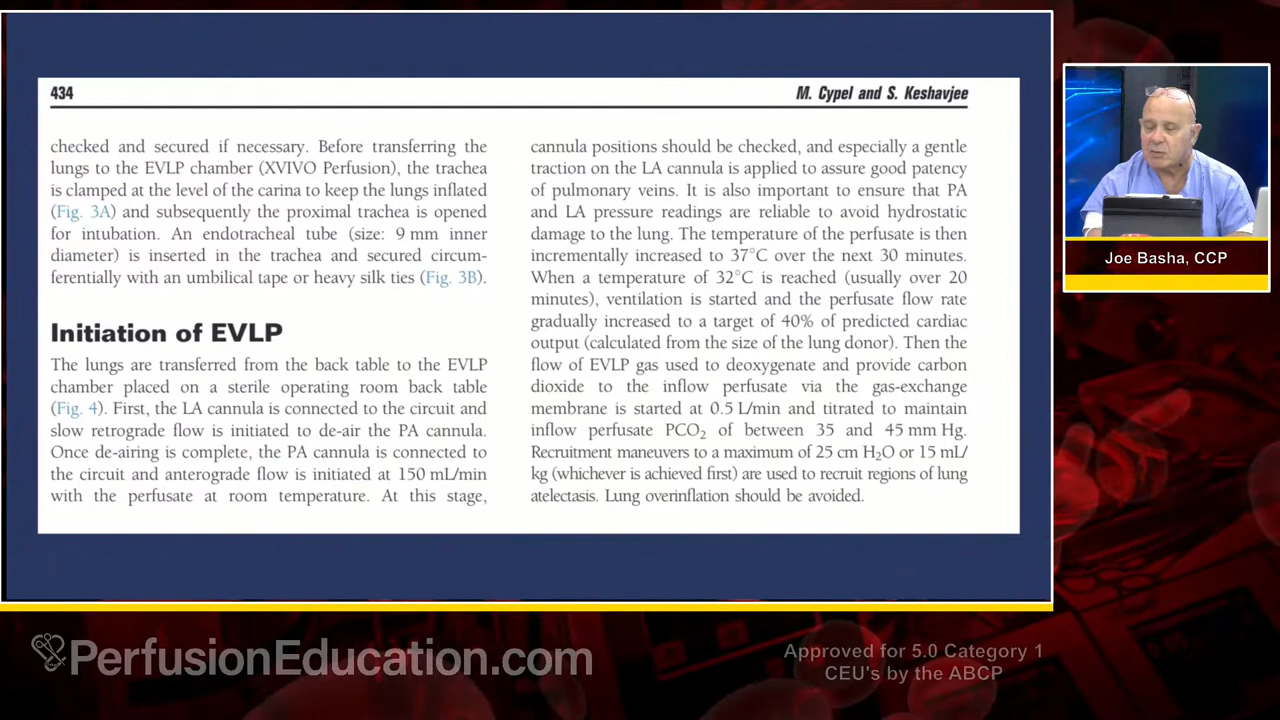 434
M. Cypel and S. Keshavjee
checked and secured if necessary. Before transferring the
lungs to the EVLP chamber (XVIVO Perfusion), the trachea
is clamped at the level of the carina to keep the lungs inflated
(Fig. 3A) and subsequently the proximal trachea is opened
for intubation. An endotracheal tube (size: 9 mm inner
diameter) is inserted in the trachea and secured circum-
ferentially with an umbilical tape or heavy silk ties (Fig. 3B).
Initiation of EVLP
The lungs are transferred from the back table to the EVLP
chamber placed on a sterile operating room back table
(Fig. 4). First, the LA cannula is connected to the circuit and
slow retrograde flow is initiated to de-air the PA cannula.
Once de-airing is complete, the PA cannula is connected to
the circuit and anterograde flow is initiated at 150 mL/min
with the perfusate at room temperature. At this stage,
cannula positions should be checked, and especially a gentle
traction on the LA cannula is applied to assure good patency
of pulmonary veins. It is also important to ensure that PA
and LA pressure readings are reliable to avoid hydrostatic
damage to the lung. The temperature of the perfusate is then
incrementally increased to 37°C over the next 30 minutes.
When a temperature of 32°C is reached (usually over 20
minutes), ventilation is started and the perfusate flow rate
gradually increased to a target of 40% of predicted cardiac
output (calculated from the size of the lung donor). Then the
flow of EVLP gas used to deoxygenate and provide carbon
dioxide to the inflow perfusate via the gas-exchange
membrane is started at 0.5 L/min and titrated to maintain
inflow perfusate PCO₂ of between 35 and 45 mm Hg.
Recruitment maneuvers to a maximum of 25 cm H₂O or 15 mL/
kg (whichever is achieved first) are used to recruit regions of lung
atelectasis. Lung overinflation should be avoided.
Joe Basha, CCP
PerfusionEducation.com
Approved for 5.0 Category 1
CEU's by the ABCP